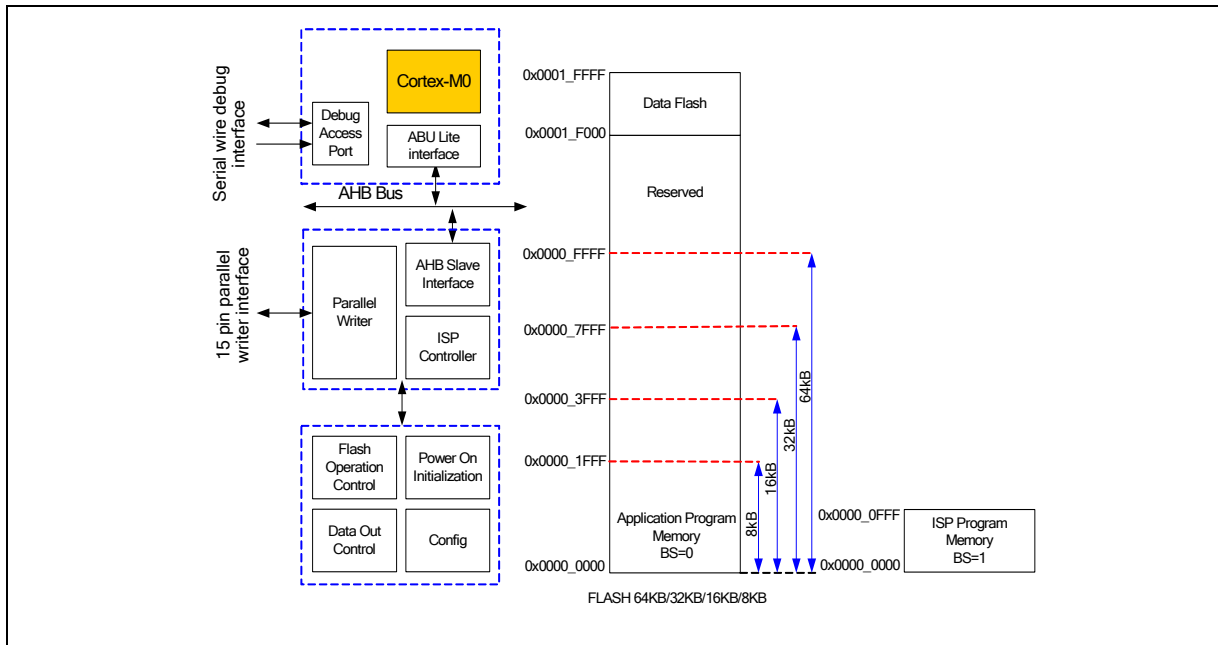 Cortex-M0
Debug
Access
Port
ABU Lite
interface
Serial wire debug
interface
AHB Bus
Parallel
Writer
AHB Slave
Interface
ISP
Controller
15 pin parallel
writer interface
Flash
Operation
Control
Power On
Initialization
Data Out
Control
Config
0x0001_FFFF
Data Flash
0x0001_F000
Reserved
0x0000_FFFF
0x0000_7FFF
0x0000_3FFF
0x0000_1FFF
64kB
32kB
16kB
8kB
Application Program
Memory
BS=0
0x0000_0000
0x0000_0FFF
ISP Program
Memory
BS=1
0x0000_0000
FLASH 64KB/32KB/16KB/8KB